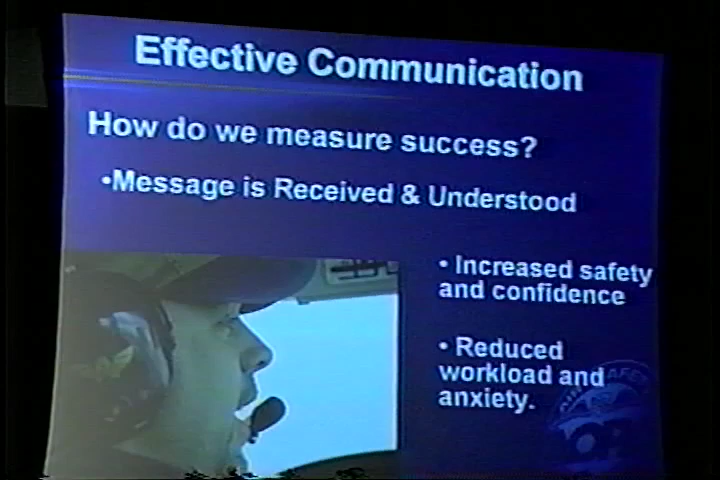 Effective Communication
How do we measure success?
•Message is Received & Understood
• Increased safety
and confidence
• Reduced
workload and
anxiety.